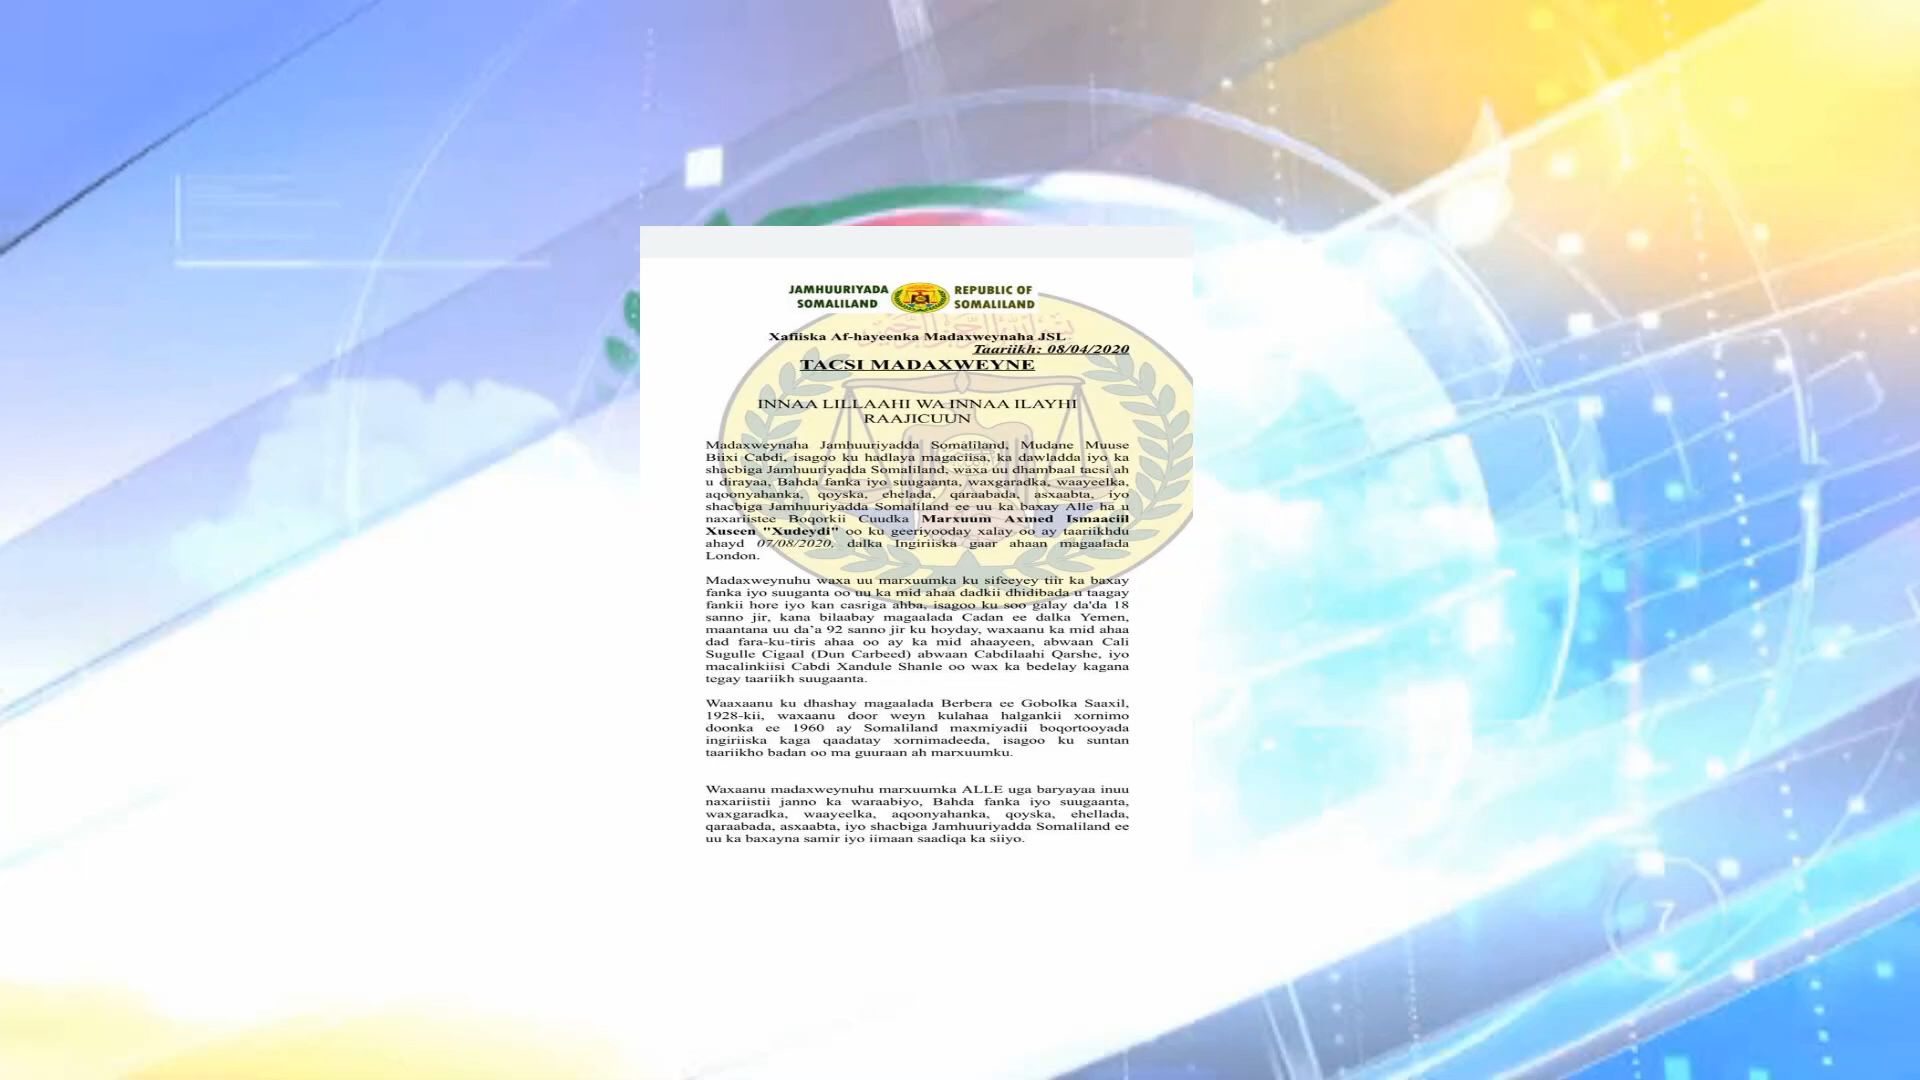 JAMHUURIYADA
SOMALILAND
REPUBLIC OF
SOMALILAND
Xafiiska Af-hayeenka Madaxweynaha JSL
Taariikh: 08/04/2020
TACSI MADAXWEYNE
INNAA LILLAAHI WA INNAA ILAYHI
RAAJICUUN
Madaxweynaha Jamhuuriyadda Somaliland, Mudane Muuse
Biixi Cabdi, isagoo ku hadlaya magaciisa, ka dawladda iyo ka
shacbiga Jamhuuriyadda Somaliland, waxa uu dhambaal tacsi ah
u dirayaa, Bahda fanka iyo suugaanta, waxgaradka, waayeelka,
aqoonyahanka, qoyska, ehelada, qaraabada, asxaabta, iyo
shacbiga Jamhuuriyadda Somaliland ee uu ka baxay Alle ha u
naxariistee Boqorkii Cuudka Marxuum Axmed Ismaaciil
Xuseen "Xudeydi" oo ku geeriyooday xalay oo ay taariikhdu
ahayd 07/08/2020, dalka Ingiriiska gaar ahaan magaalada
London.
Madaxweynuhu waxa uu marxuumka ku sifeeyey tiir ka baxay
fanka iyo suuganta oo uu ka mid ahaa dadkii dhidibada u taagay
fankii hore iyo kan casriga ahba, isagoo ku soo galay da'da 18
sanno jir, kana bilaabay magaalada Cadan ee dalka Yemen,
maantana uu da'a 92 sanno jir ku hoyday, waxaanu ka mid ahaa
dad fara-ku-tiris ahaa oo ay ka mid ahaayeen, abwaan Cali
Sugulle Cigaal (Dun Carbeed) abwaan Cabdilaahi Qarshe, iyo
macalinkiisi Cabdi Xandule Shanle oo wax ka bedelay kagana
tegay taariikh suugaanta.
Waaxaanu ku dhashay magaalada Berbera ee Gobolka Saaxil,
1928-kii, waxaanu door weyn kulahaa halgankii xornimo
doonka ee 1960 ay Somaliland maxmiyadii boqortooyada
ingiriiska kaga qaadatay xornimadeeda, isagoo ku suntan
taariikho badan oo ma guuraan ah marxuumku.
Waxaanu madaxweynuhu marxuumka ALLE uga baryayaa inuu
naxariistii janno ka waraabiyo, Bahda fanka iyo suugaanta,
waxgaradka, waayeelka, aqoonyahanka, qoyska, ehellada,
qaraabada, asxaabta, iyo shacbiga Jamhuuriyadda Somaliland ee
uu ka baxayna samir iyo iimaan saadiqa ka siiyo.
7